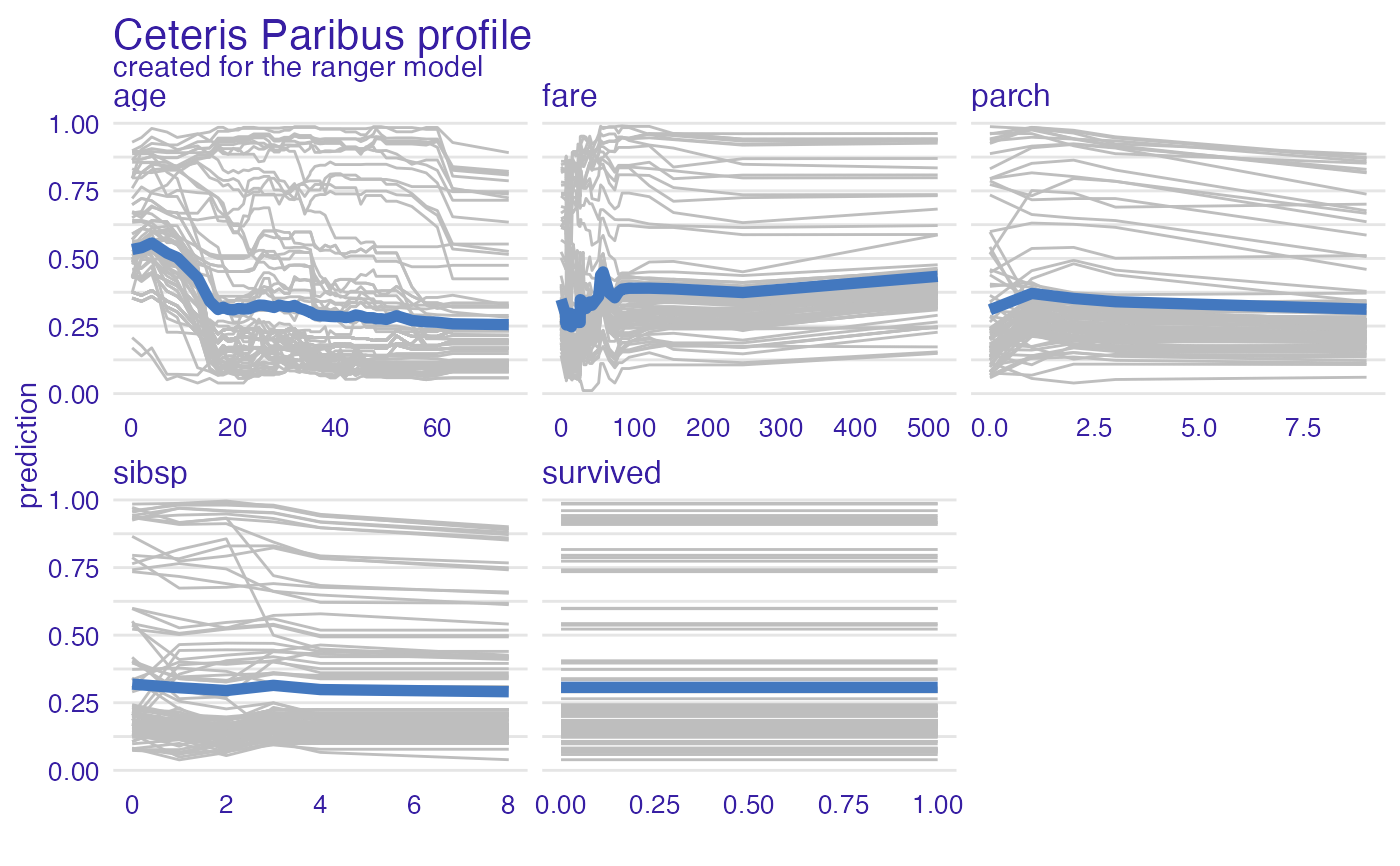 Ceteris Paribus profile
created for the ranger model
age fare parch
1.00
0.75
0.50
0.25
0.00
0 20 40 60 0 100 200 300 400 500 0.0 2.5 5.0 7.5
prediction
sibsp survived
1.00
0.75
0.50
0.25
0.00
0 2 4 6 8 0.00 0.25 0.50 0.75 1.00